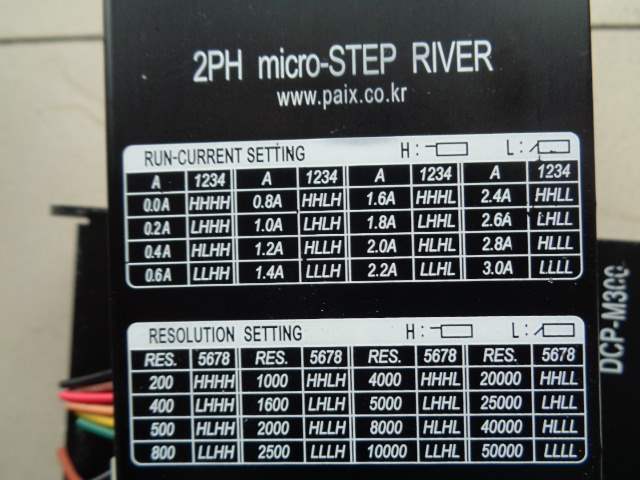 2PH micro-STEP RIVER
www.paix.co.kr
RUN-CURRENT SETTING H: L:
A 1234 A 1234 A 1234 A 1234
0.0A HHHH 0.8A HHLH 1.6A HHHL 2.4A HHLL
0.2A LHHH 1.0A LHLH 1.8A LHHL 2.6A LHLL
0.4A HLHH 1.2A HLLH 2.0A HLHL 2.8A HLLL
0.6A LLHH 1.4A LLLH 2.2A LLHL 3.0A LLLL
RESOLUTION SETTING H: L:
RES. 5678 RES. 5678 RES. 5678 RES. 5678
200 HHHH 1000 HHLH 4000 HHHL 20000 HHLL
400 LHHH 1600 LHLH 5000 LHHL 25000 LHLL
500 HLHH 2000 HLLH 8000 HLHL 40000 HLLL
800 LLHH 2500 LLLH 10000 LLHL 50000 LLLL
DCP-M300